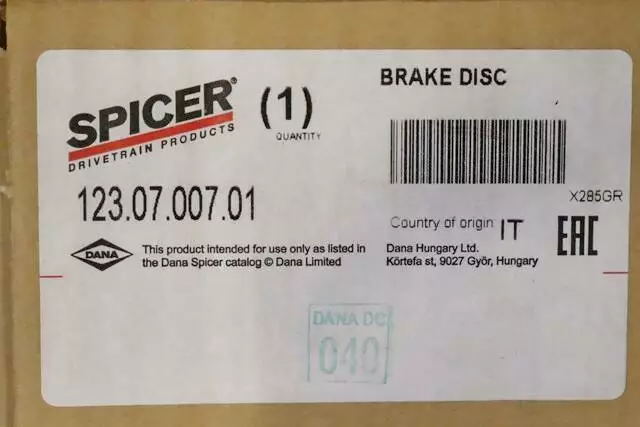 SPICER®
DRIVETRAIN PRODUCTS
(1)
QUANTITY
BRAKE DISC
X285GR
123.07.007.01
Country of origin IT
EAC
DANA
This product intended for use only as listed in
the Dana Spicer catalog © Dana Limited
Dana Hungary Ltd.
Körtefa st, 9027 Győr, Hungary
DANA DC
040